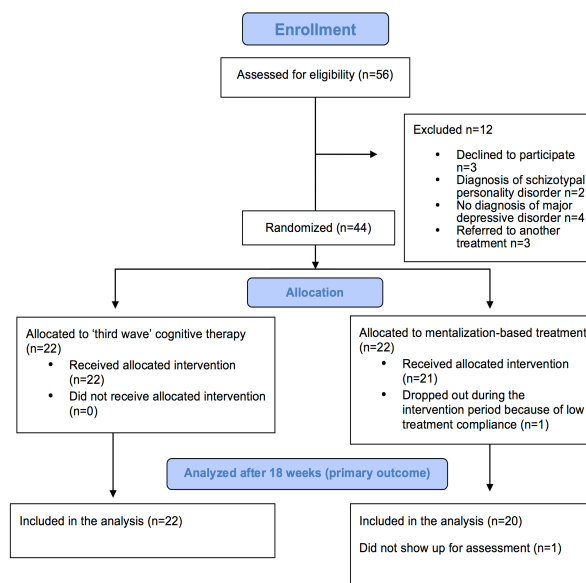 Enrollment
Assessed for eligibility (n=56)
Excluded n=12
• Declined to participate
n=3
• Diagnosis of schizotypal
personality disorder n=2
• No diagnosis of major
depressive disorder n=4
• Referred to another
treatment n=3
Randomized (n=44)
Allocation
Allocated to ‘third wave’ cognitive therapy
(n=22)
• Received allocated intervention
(n=22)
• Did not receive allocated intervention
(n=0)
Allocated to mentalization-based treatment
(n=22)
• Received allocated intervention
(n=21)
• Dropped out during the
intervention period because of low
treatment compliance (n=1)
Analyzed after 18 weeks (primary outcome)
Included in the analysis (n=22)
Included in the analysis (n=20)
Did not show up for assessment (n=1)